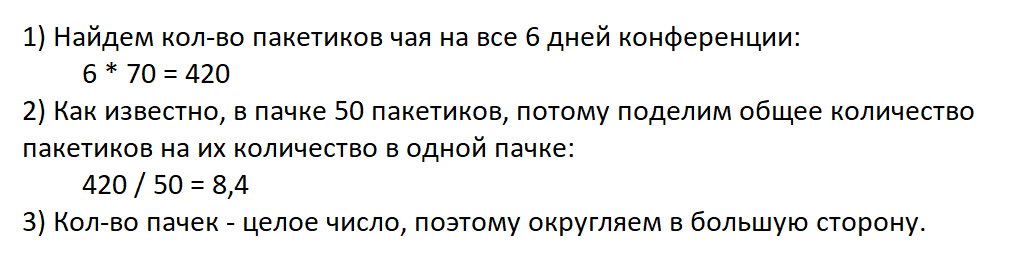 1) Найдем кол-во пакетиков чая на все 6 дней конференции:
6 * 70 = 420
2) Как известно, в пачке 50 пакетиков, потому поделим общее количество
пакетиков на их количество в одной пачке:
420 / 50 = 8,4
3) Кол-во пачек - целое число, поэтому округляем в большую сторону.